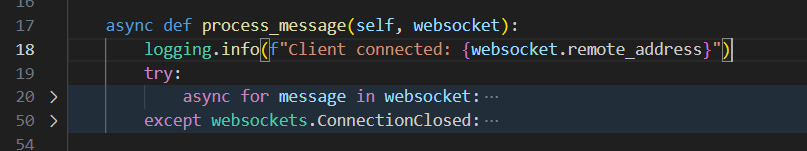 16
17 async def process_message(self, websocket):
18 logging.info(f"Client connected: {websocket.remote_address}")
19 try:
20 > async for message in websocket:···
50 > except websockets.ConnectionClosed:···
54